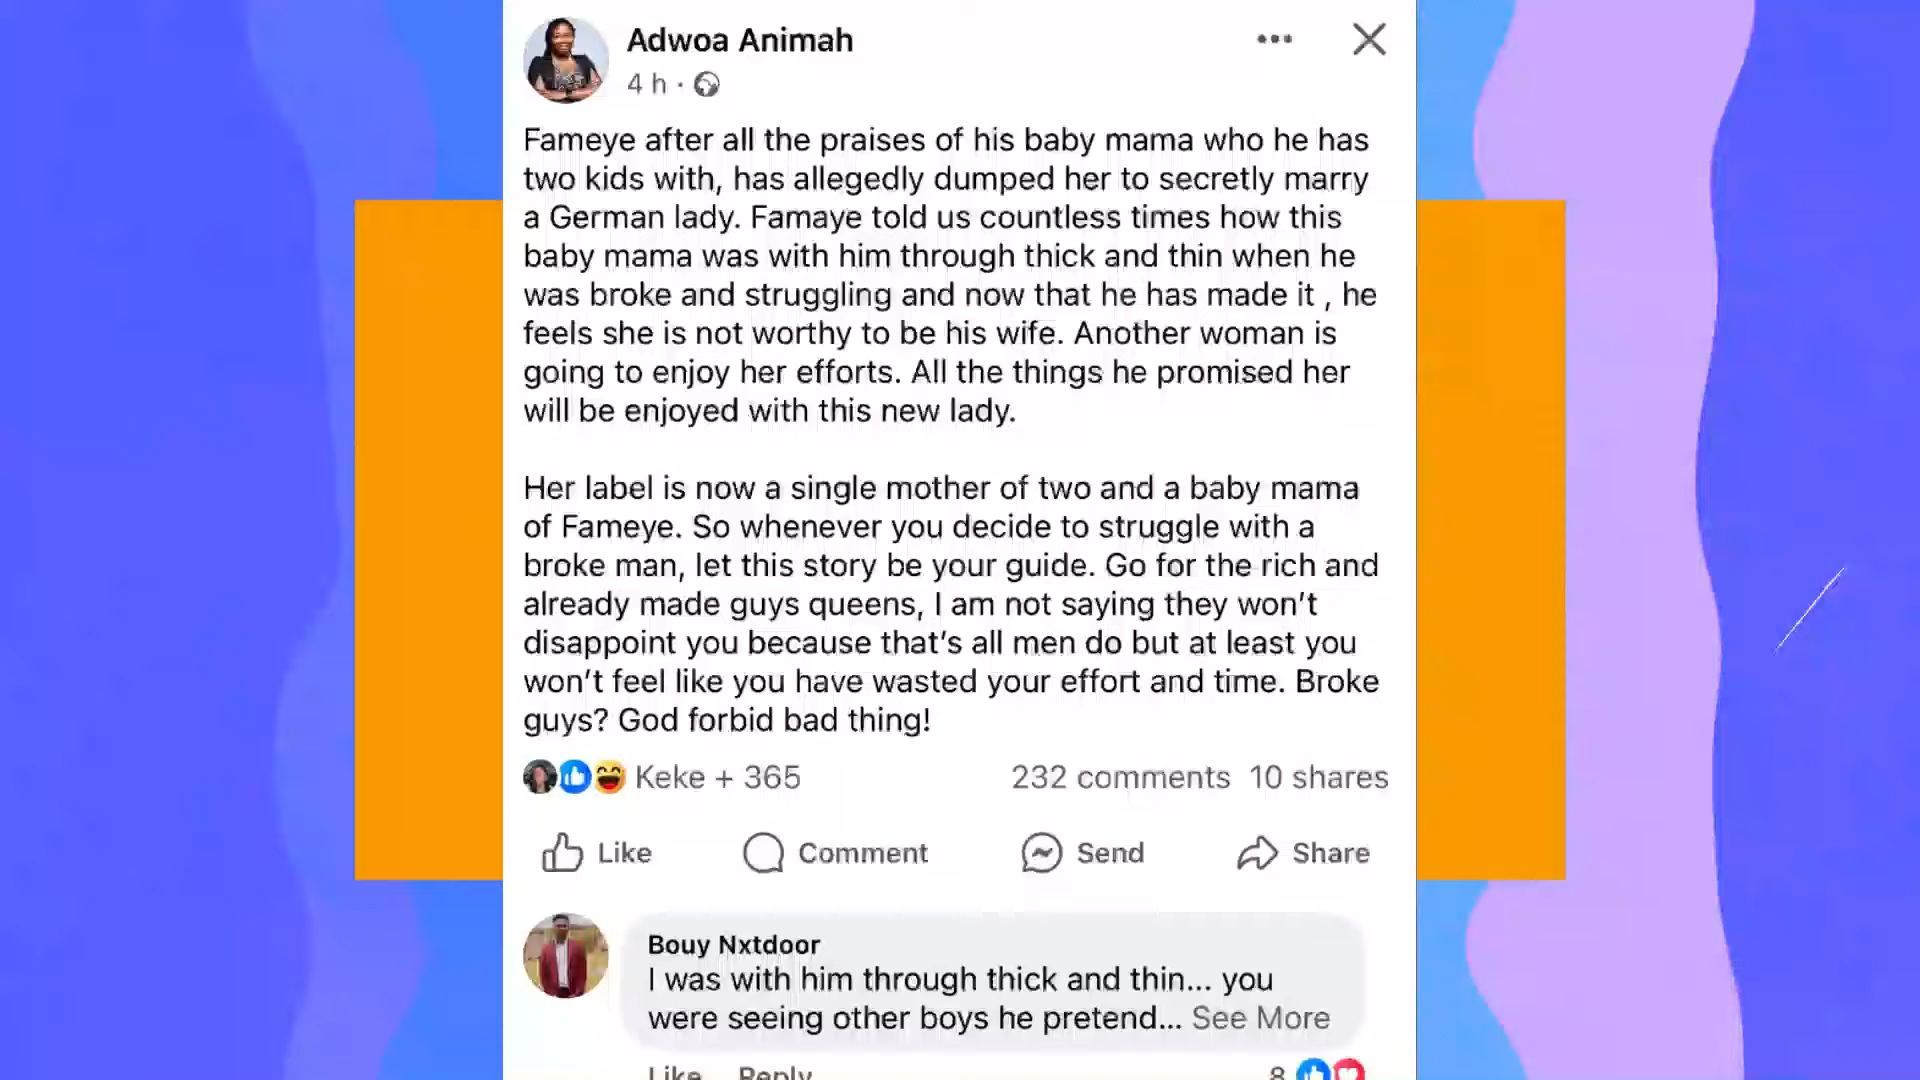 Adwoa Animah
4 h ·
Fameye after all the praises of his baby mama who he has
two kids with, has allegedly dumped her to secretly marry
a German lady. Famaye told us countless times how this
baby mama was with him through thick and thin when he
was broke and struggling and now that he has made it , he
feels she is not worthy to be his wife. Another woman is
going to enjoy her efforts. All the things he promised her
will be enjoyed with this new lady.
Her label is now a single mother of two and a baby mama
of Fameye. So whenever you decide to struggle with a
broke man, let this story be your guide. Go for the rich and
already made guys queens, I am not saying they won't
disappoint you because that's all men do but at least you
won't feel like you have wasted your effort and time. Broke
guys? God forbid bad thing!
Keke + 365 232 comments 10 shares
Like Comment Send Share
Bouy Nxtdoor
I was with him through thick and thin... you
were seeing other boys he pretend... See More
Like Reply 8